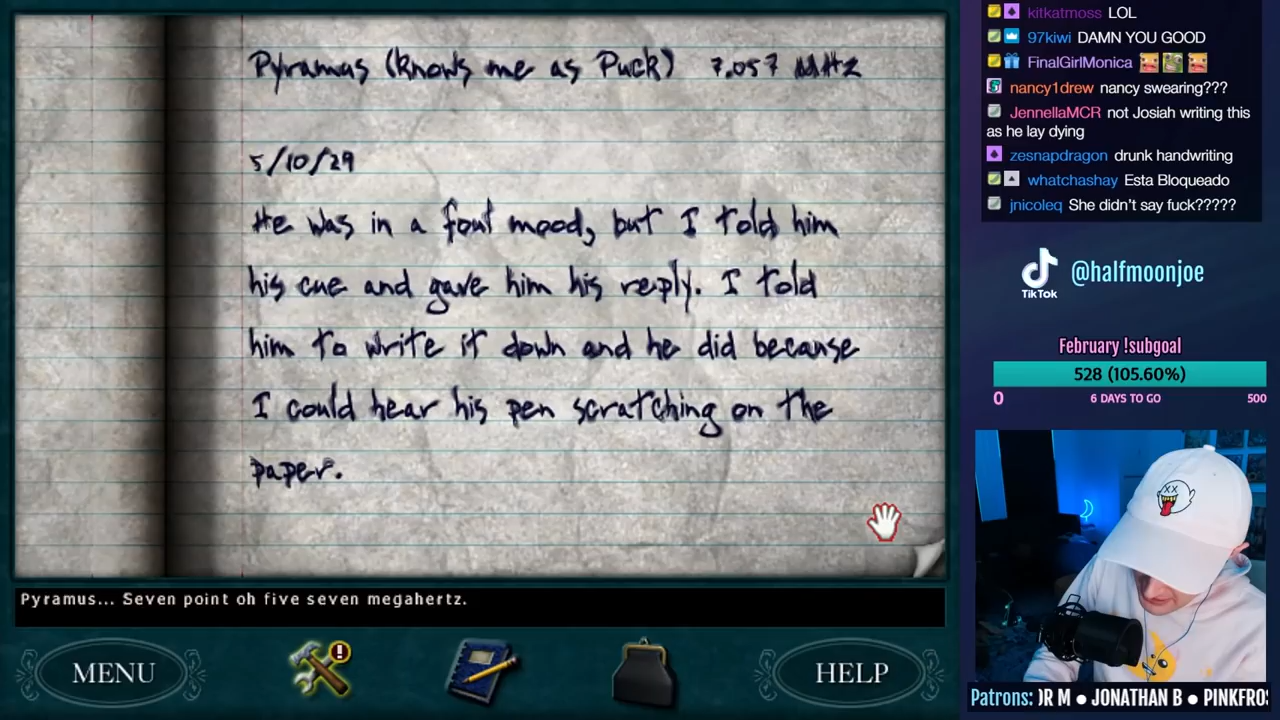 Pyramus (knows me as Puck) 7.057 MHz
5/10/29
He was in a foul mood, but I told him
his cue and gave him his reply. I told
him to write it down and he did because
I could hear his pen scratching on the
paper.
Pyramus... Seven point oh five seven megahertz.
MENU
HELP
kitkatmoss LOL
97kiwi DAMN YOU GOOD
FinalGirlMonica
nancy1drew nancy swearing???
JennellaMCR not Josiah writing this
as he lay dying
zesnapdragon drunk handwriting
whatchashay Esta Bloqueado
jnicoleq She didn't say fuck?????
TikTok
@halfmoonjoe
February !subgoal
528 (105.60%)
0 6 DAYS TO GO 500
Patrons: OR M ● JONATHAN B ● PINKFROS